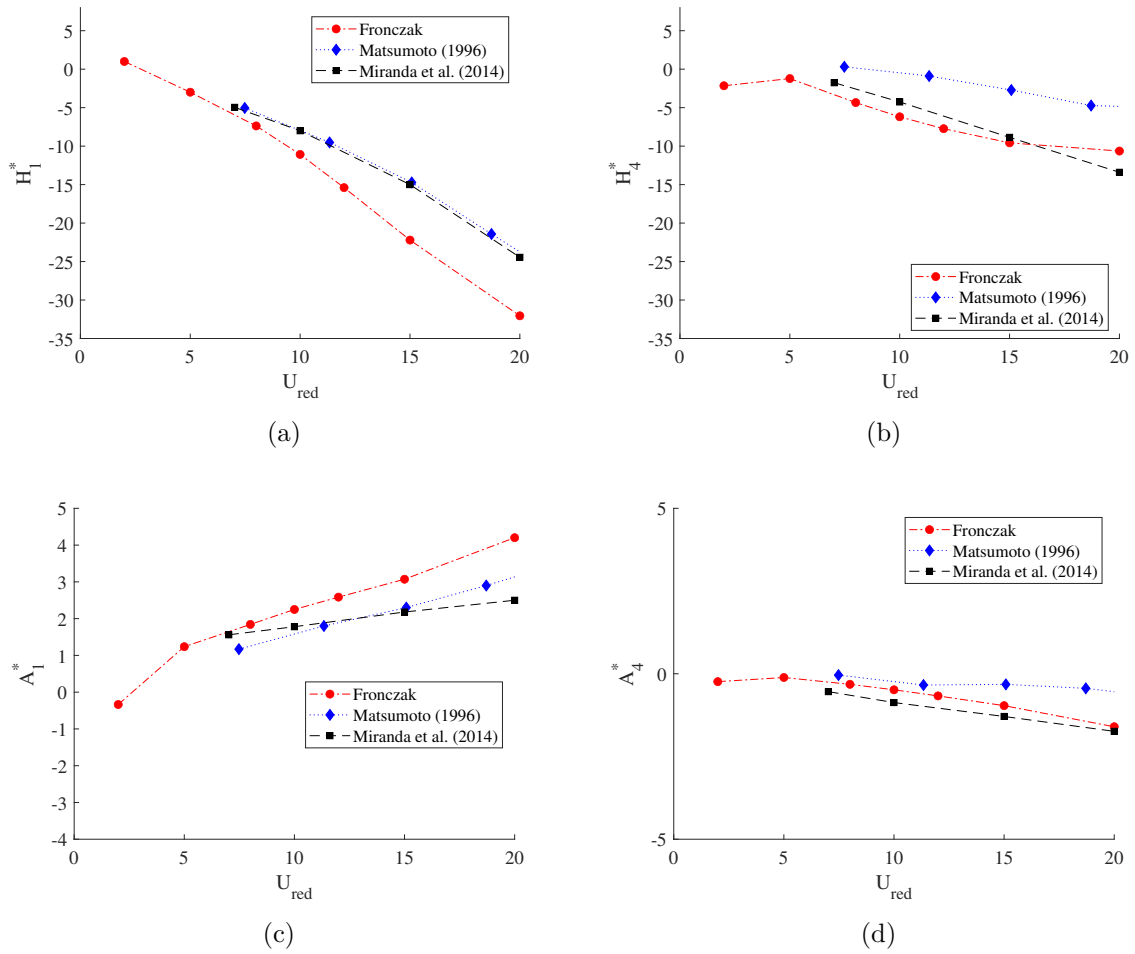 5
0
-5
-10
-15
-20
-25
-30
-35
0 5 10 15 20
H*1
Ured
Fronczak
Matsumoto (1996)
Miranda et al. (2014)
(a)
5
0
-5
-10
-15
-20
-25
-30
-35
0 5 10 15 20
H*4
Ured
Fronczak
Matsumoto (1996)
Miranda et al. (2014)
(b)
5
4
3
2
1
0
-1
-2
-3
-4
0 5 10 15 20
A*1
Ured
Fronczak
Matsumoto (1996)
Miranda et al. (2014)
(c)
5
0
-5
0 5 10 15 20
A*4
Ured
Fronczak
Matsumoto (1996)
Miranda et al. (2014)
(d)